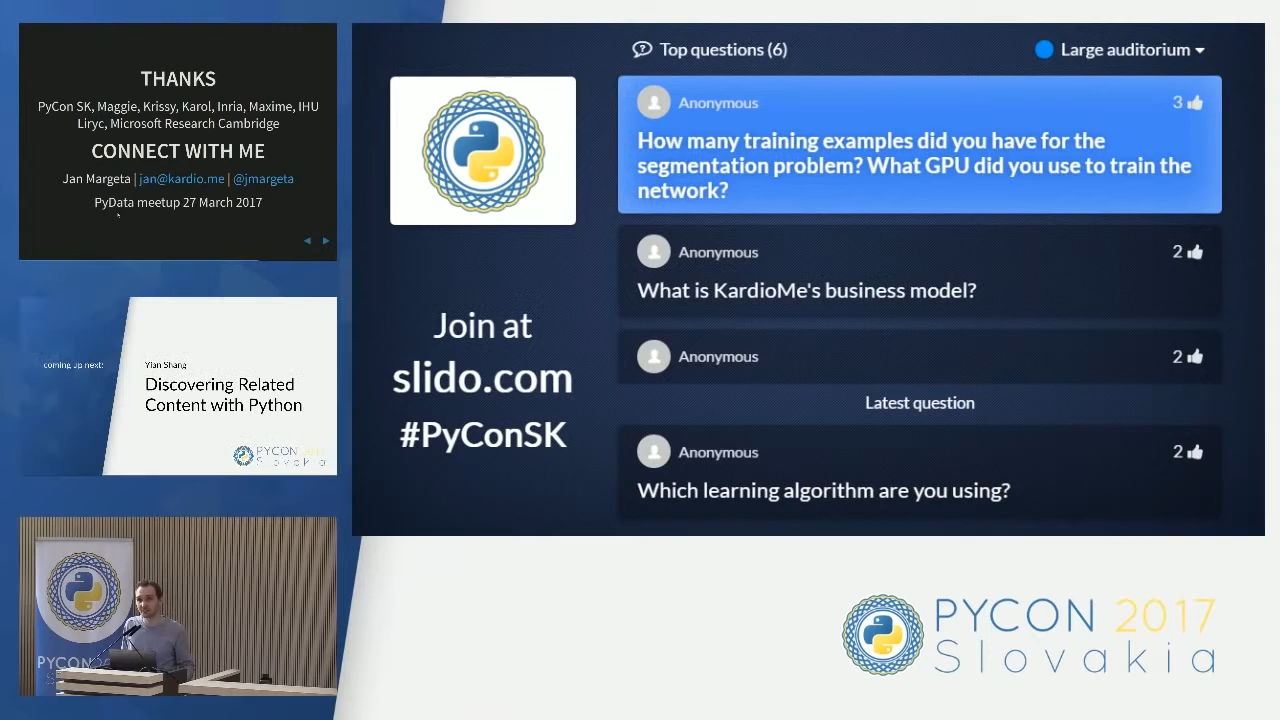 THANKS
PyCon SK, Maggie, Krissy, Karol, Inria, Maxime, IHU
Liryc, Microsoft Research Cambridge
CONNECT WITH ME
Jan Margeta | jan@kardio.me | @jmargeta
PyData meetup 27 March 2017
coming up next:
Yian Shang
Discovering Related
Content with Python
PYCON 2017
Slovakia
PYCON
Top questions (6)
Large auditorium
Join at
slido.com
#PyConSK
Anonymous
3
How many training examples did you have for the
segmentation problem? What GPU did you use to train the
network?
Anonymous
2
What is KardioMe's business model?
Anonymous
2
Latest question
Anonymous
2
Which learning algorithm are you using?
PYCON 2017
Slovakia